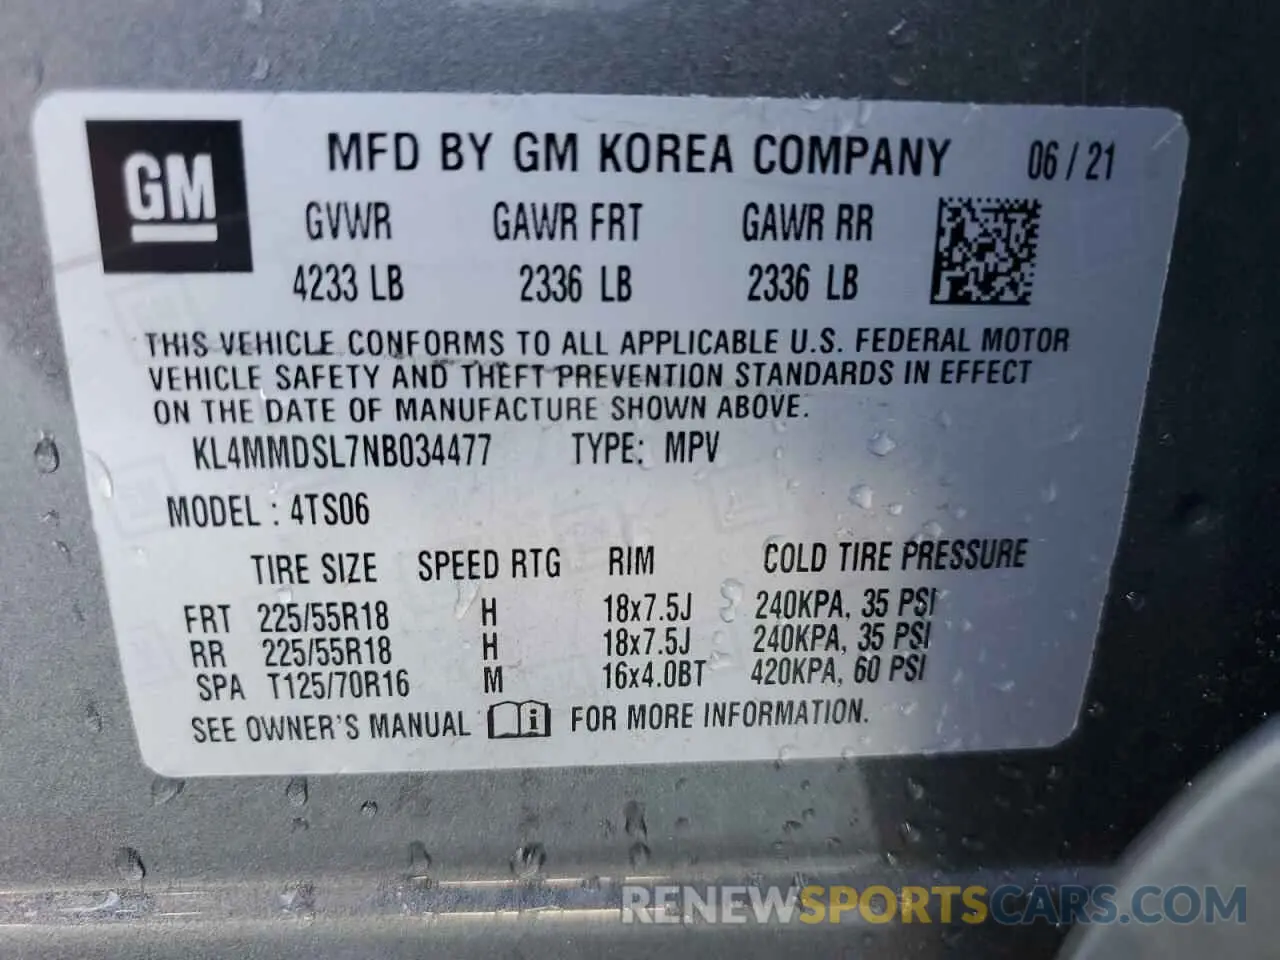 GM
MFD BY GM KOREA COMPANY 06/21
GVWR GAWR FRT GAWR RR
4233 LB 2336 LB 2336 LB
THIS VEHICLE CONFORMS TO ALL APPLICABLE U.S. FEDERAL MOTOR
VEHICLE SAFETY AND THEFT PREVENTION STANDARDS IN EFFECT
ON THE DATE OF MANUFACTURE SHOWN ABOVE.
KL4MMDSL7NB034477 TYPE: MPV
MODEL : 4TS06
TIRE SIZE SPEED RTG RIM COLD TIRE PRESSURE
FRT 225/55R18 H 18x7.5J 240KPA, 35 PSI
RR 225/55R18 H 18x7.5J 240KPA, 35 PSI
SPA T125/70R16 M 16x4.0BT 420KPA, 60 PSI
SEE OWNER'S MANUAL FOR MORE INFORMATION.
RENEWSPORTSCARS.COM